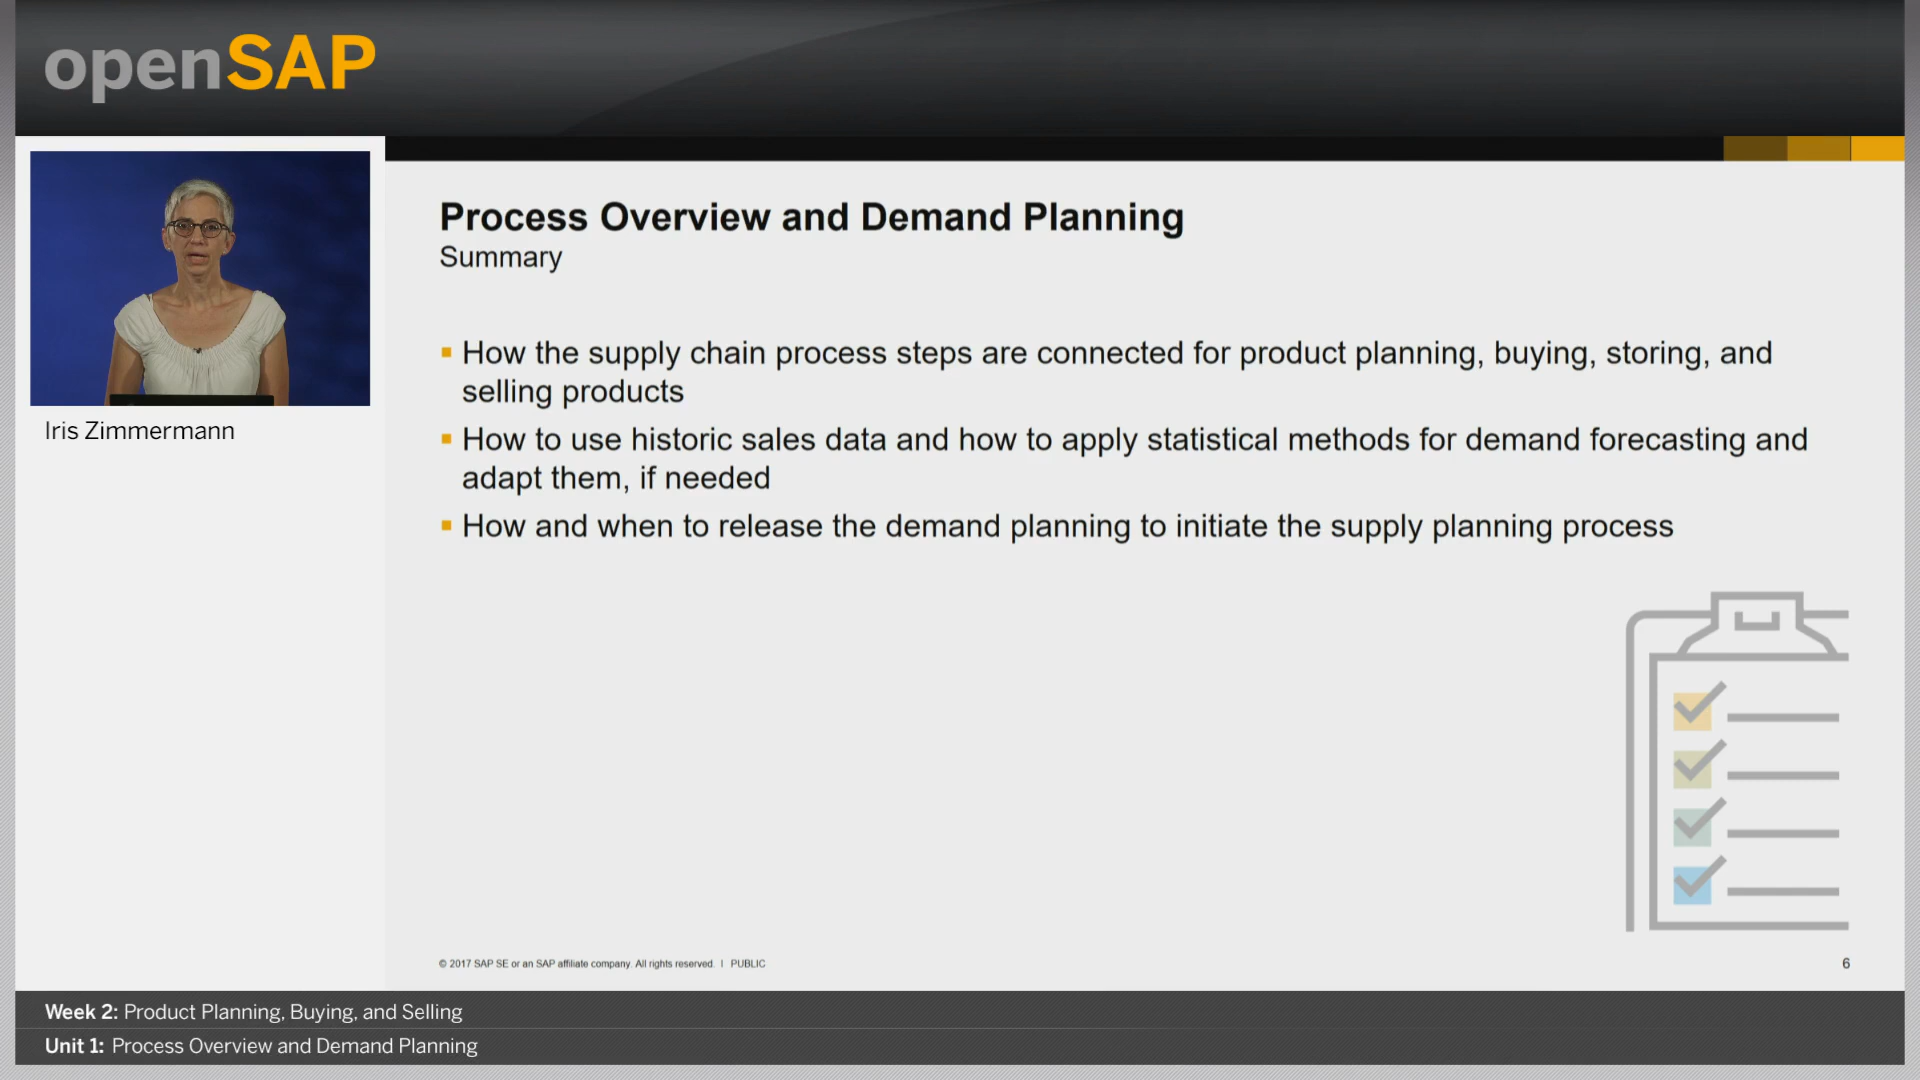 openSAP
Iris Zimmermann
Process Overview and Demand Planning
Summary
How the supply chain process steps are connected for product planning, buying, storing, and
selling products
How to use historic sales data and how to apply statistical methods for demand forecasting and
adapt them, if needed
How and when to release the demand planning to initiate the supply planning process
© 2017 SAP SE or an SAP affiliate company. All rights reserved. | PUBLIC
6
Week 2: Product Planning, Buying, and Selling
Unit 1: Process Overview and Demand Planning